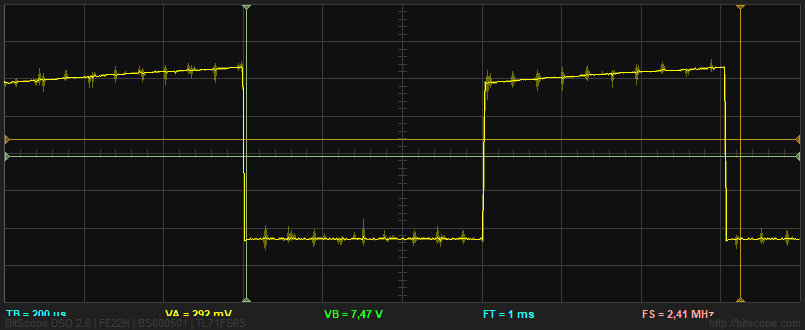 TB = 200 us VA = 292 mV VB = 7,47 V FT = 1 ms FS = 2,41 MHz
BitScope DSO 2.8 | FE22H | BS000501 | TL71FS63 http://bitscope.com